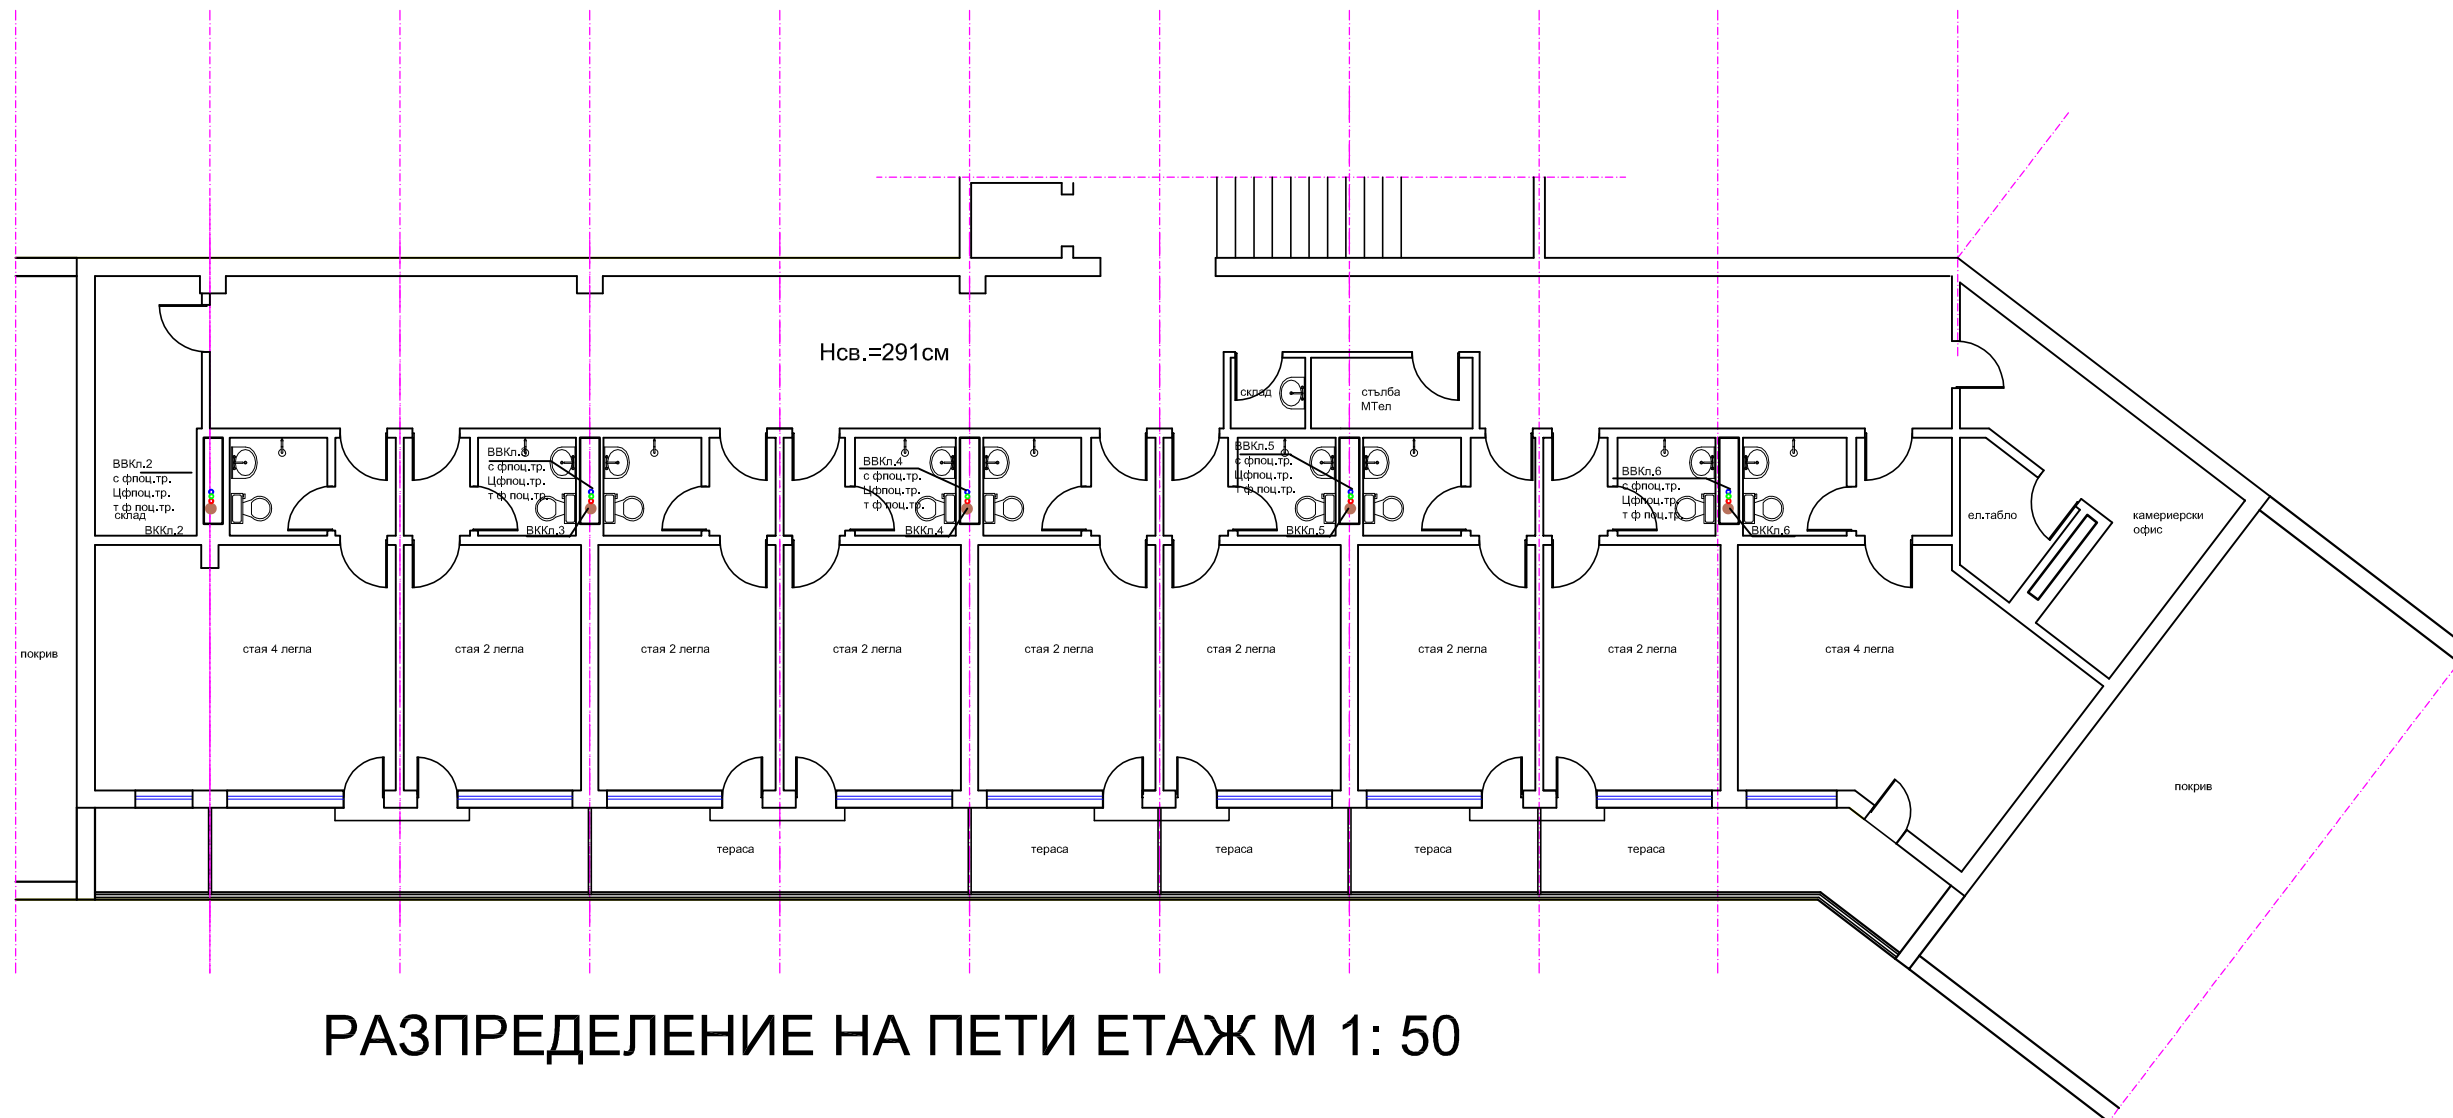 Нсв.=291см
склад
стълба
МТел
ВВКл.2
с фпоц.тр.
Цфпоц.тр.
т ф поц.тр.
склад
ВККл.2
ВВКл.3
с фпоц.тр.
Цфпоц.тр.
т ф поц.тр.
ВККл.3
ВВКл.4
с фпоц.тр.
Цфпоц.тр.
т ф поц.тр.
ВККл.4
ВВКл.5
с фпоц.тр.
Цфпоц.тр.
т ф поц.тр.
ВККл.5
ВВКл.6
с фпоц.тр.
Цфпоц.тр.
т ф поц.тр.
ВККл.6
ел.табло
камериерски
офис
покрив
стая 4 легла
стая 2 легла
стая 2 легла
стая 2 легла
стая 2 легла
стая 2 легла
стая 2 легла
стая 2 легла
стая 4 легла
покрив
тераса
тераса
тераса
тераса
тераса
РАЗПРЕДЕЛЕНИЕ НА ПЕТИ ЕТАЖ М 1: 50